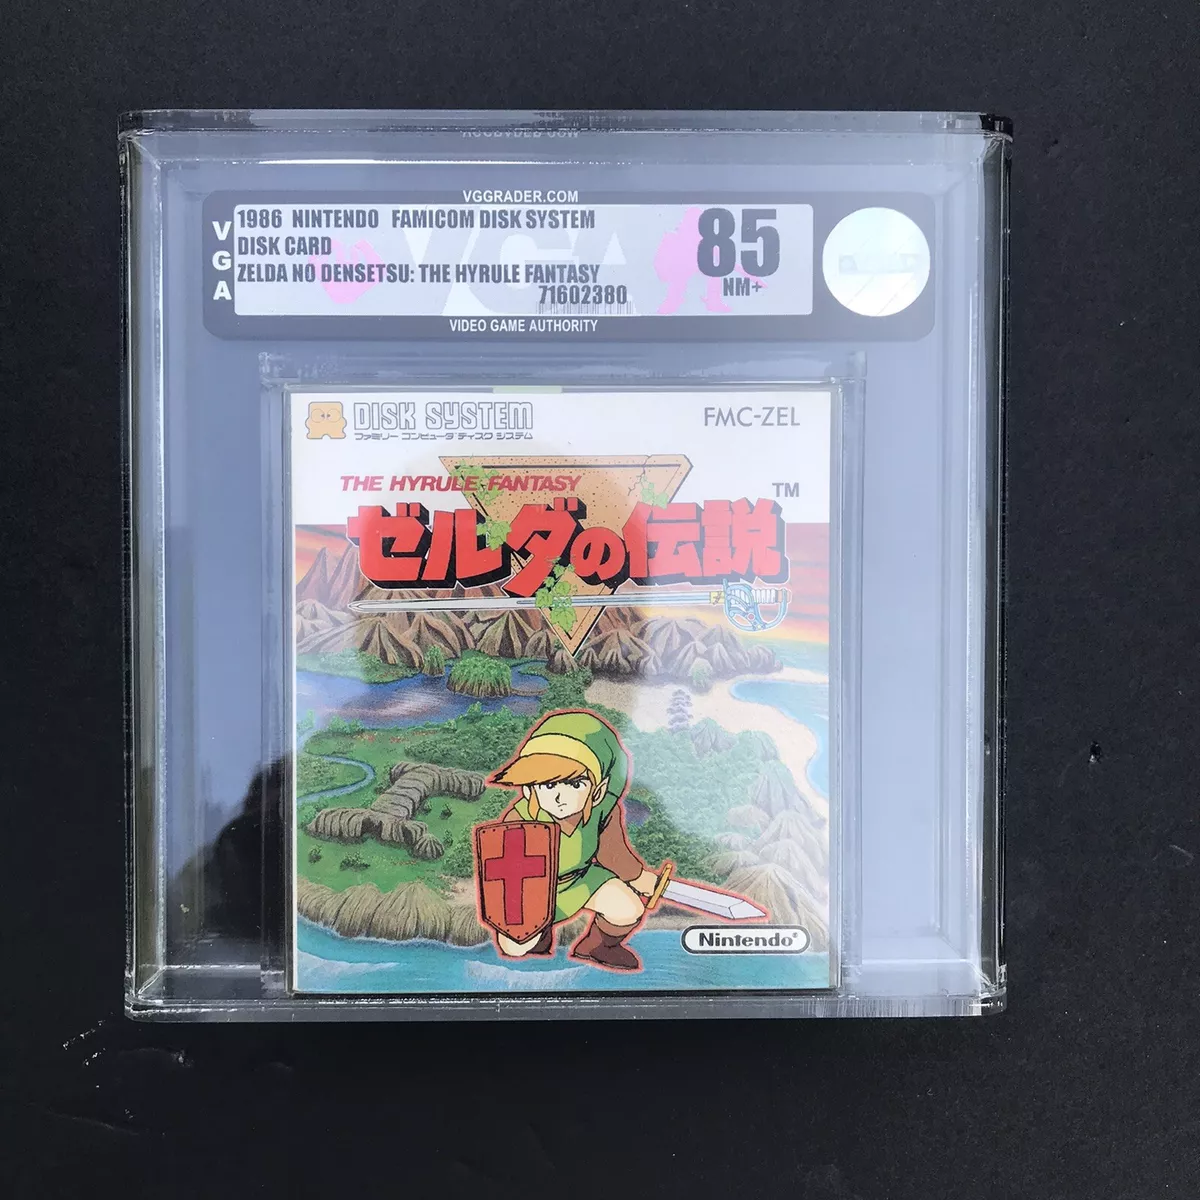 VGGRADER.COM
VGA
1986 NINTENDO FAMICOM DISK SYSTEM
DISK CARD
ZELDA NO DENSETSU: THE HYRULE FANTASY
71602380
85
NM+
VIDEO GAME AUTHORITY
DISK SYSTEM
ファミリー コンピュータ ディスク システム
FMC-ZEL
THE HYRULE FANTASY
TM
ゼルダの伝説
Nintendo®